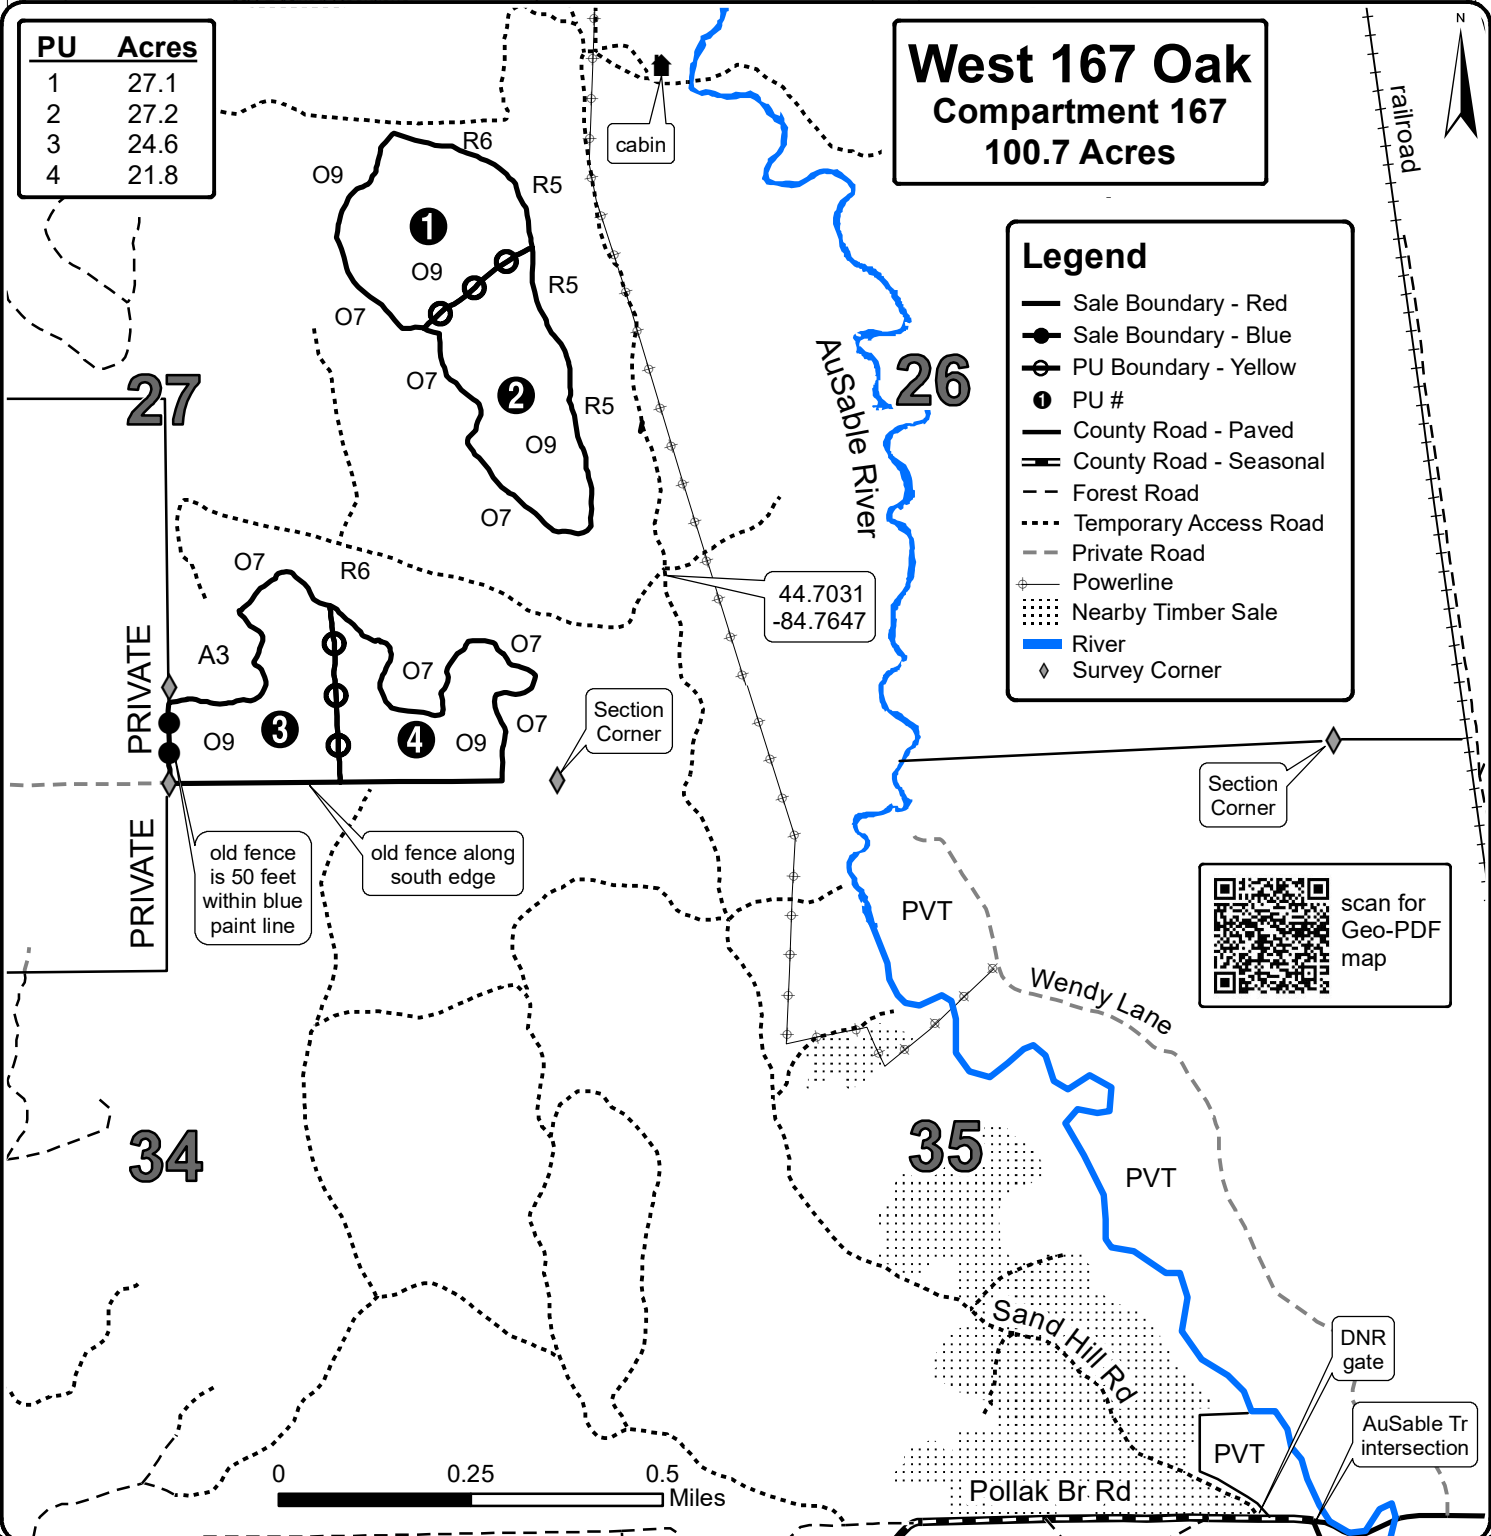 PU Acres
1 27.1
2 27.2
3 24.6
4 21.8
West 167 Oak
Compartment 167
100.7 Acres
N
railroad
cabin
Legend
Sale Boundary - Red
Sale Boundary - Blue
PU Boundary - Yellow
1 PU #
County Road - Paved
County Road - Seasonal
Forest Road
Temporary Access Road
Private Road
Powerline
Nearby Timber Sale
River
Survey Corner
R6
O9
R5
1
O9
R5
O7
O7
2
R5
O9
O7
27
26
AuSable River
O7
R6
44.7031
-84.7647
A3
O7
O7
O7
3
4
O9
O9
PRIVATE
PRIVATE
Section
Corner
Section
Corner
old fence
is 50 feet
within blue
paint line
old fence along
south edge
PVT
scan for
Geo-PDF
map
Wendy Lane
34
35
PVT
Sand Hill Rd
DNR
gate
AuSable Tr
intersection
PVT
Pollak Br Rd
0 0.25 0.5
Miles